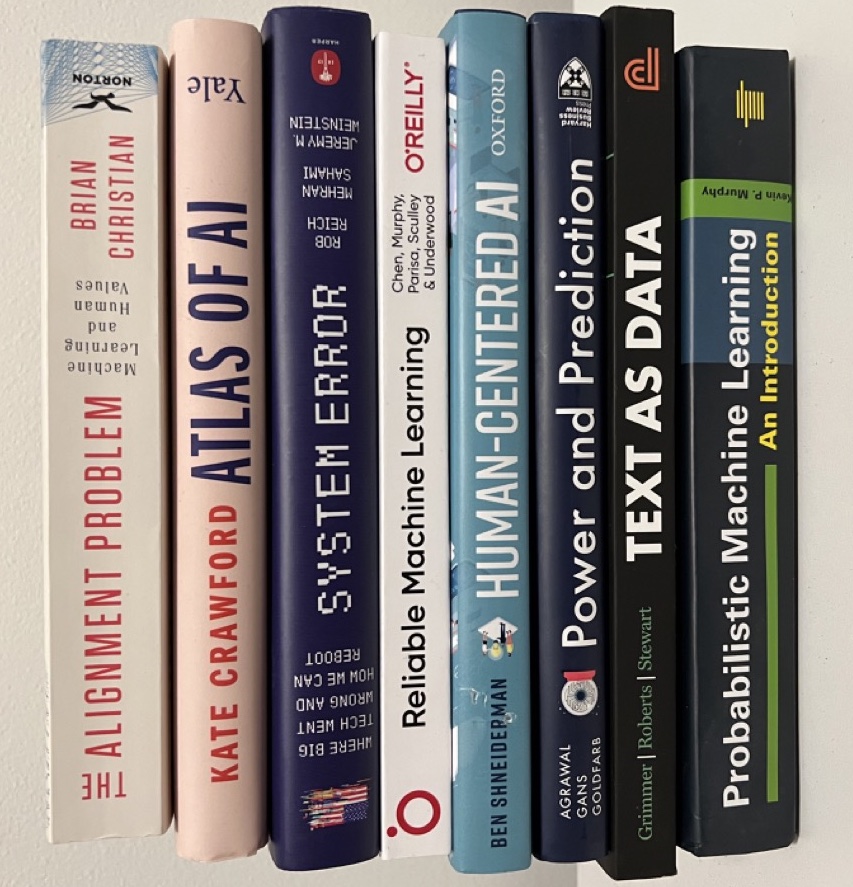 THE ALIGNMENT PROBLEM
Machine
Learning
and
Human
Values
BRIAN
CHRISTIAN
NORTON
KATE CRAWFORD ATLAS OF AI
Yale
WHERE BIG
TECH WENT
WRONG AND
HOW WE CAN
REBOOT
SYSTEM ERROR
ROB
REICH
MEHRAN
SAHAMI
JEREMY M.
WEINSTEIN
HARPER
Reliable Machine Learning
Chen, Murphy,
Parisa, Sculley
& Underwood
O'REILLY®
BEN SHNEIDERMAN
HUMAN-CENTERED AI
OXFORD
AGRAWAL
GANS
GOLDFARB
Power and Prediction
Harvard
Business
Review
Press
Grimmer | Roberts | Stewart
TEXT AS DATA
Probabilistic Machine Learning
An Introduction
Kevin P. Murphy